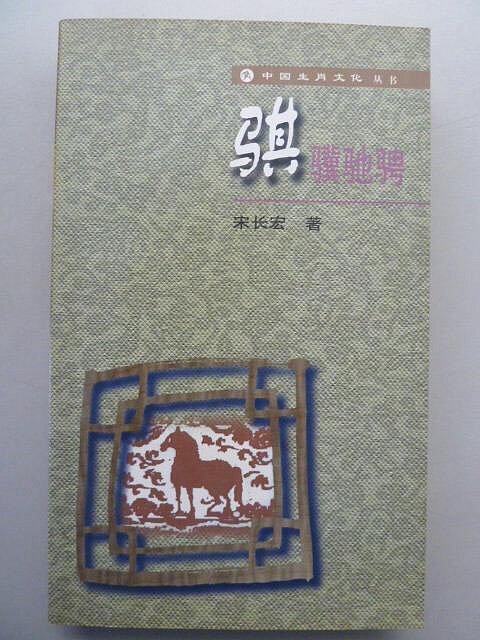 中国生肖文化丛书
骐骥驰骋
宋长宏 著